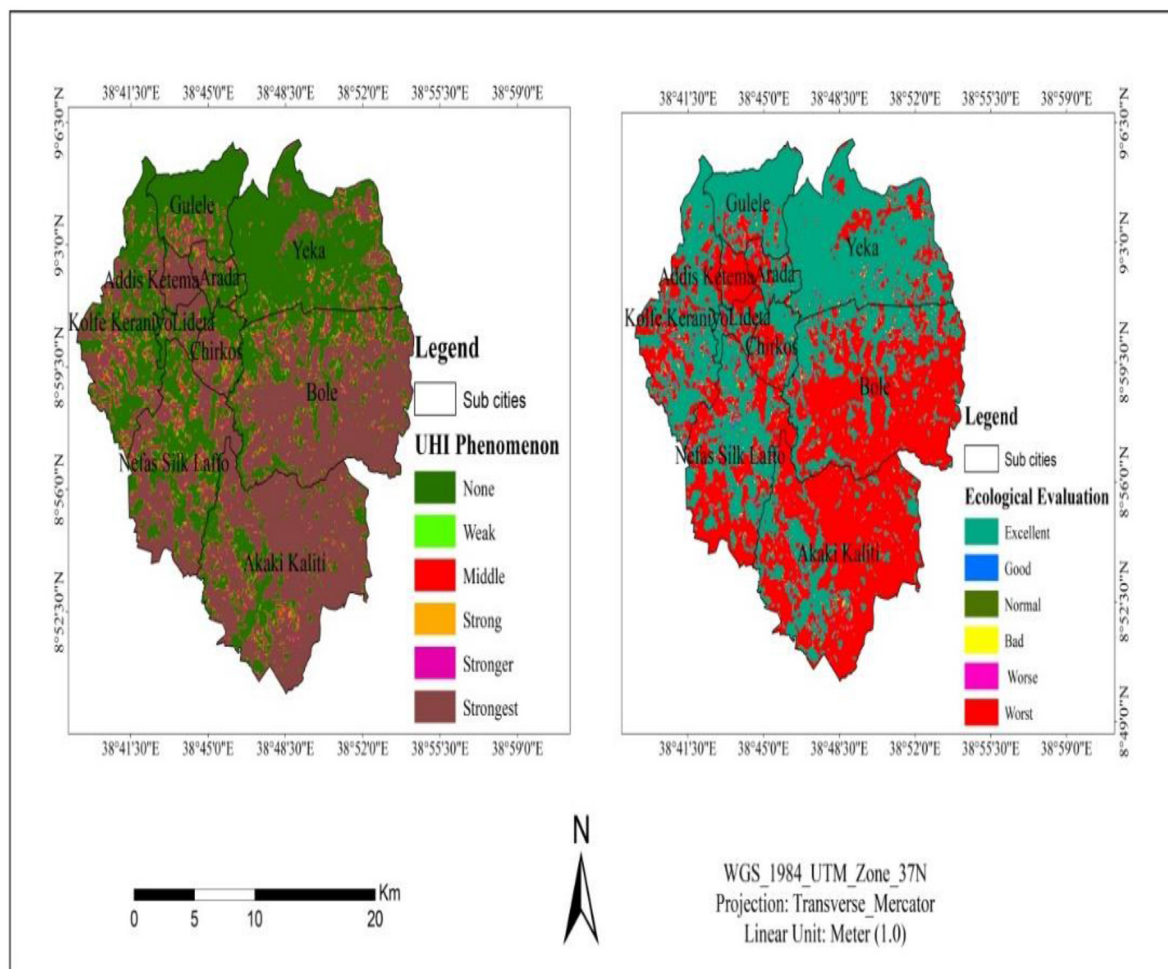 38°41'30"E 38°45'0"E 38°48'30"E 38°52'0"E 38°55'30"E 38°59'0"E
9°6'30"N
9°3'0"N
8°59'30"N
8°56'0"N
8°52'30"N
Gulele
Yeka
Addis Ketema
Arada
Kolfe Keraniyo
Lideta
Chirkos
Bole
Nefas Silk Lafto
Akaki Kaliti
Legend
Sub cities
UHI Phenomenon
None
Weak
Middle
Strong
Stronger
Strongest
38°41'30"E 38°45'0"E 38°48'30"E 38°52'0"E 38°55'30"E 38°59'0"E
38°41'30"E 38°45'0"E 38°48'30"E 38°52'0"E 38°55'30"E 38°59'0"E
Gulele
Yeka
Addis Ketema
Arada
Kolfe Keraniyo
Lideta
Chirkos
Bole
Nefas Silk Lafto
Akaki Kaliti
Legend
Sub cities
Ecological Evaluation
Excellent
Good
Normal
Bad
Worse
Worst
9°6'30"N
9°3'0"N
8°59'30"N
8°56'0"N
8°52'30"N
8°49'0"N
38°41'30"E 38°45'0"E 38°48'30"E 38°52'0"E 38°55'30"E 38°59'0"E
N
Km
0 5 10 20
WGS_1984_UTM_Zone_37N
Projection: Transverse_Mercator
Linear Unit: Meter (1.0)